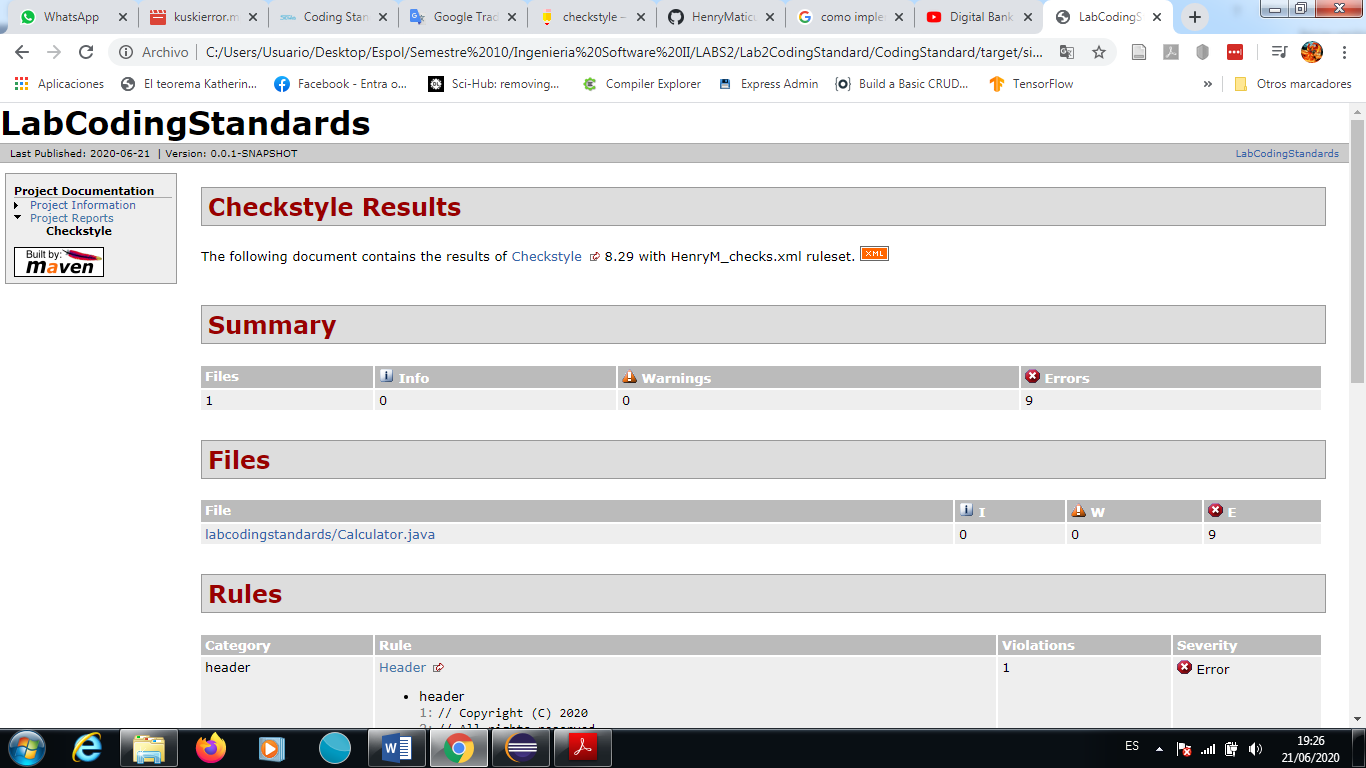 WhatsApp
kuskierror.m
Coding Stan
Google Trad
checkstyle –
HenryMatic
como imple
Digital Bank
LabCodingS
Archivo
C:/Users/Usuario/Desktop/Espol/Semestre%2010/Ingenieria%20Software%20II/LABS2/Lab2CodingStandard/CodingStandard/target/si...
Aplicaciones
El teorema Katherin...
Facebook - Entra o...
Sci-Hub: removing...
Compiler Explorer
Express Admin
Build a Basic CRUD...
TensorFlow
»
Otros marcadores
LabCodingStandards
Last Published: 2020-06-21 | Version: 0.0.1-SNAPSHOT
LabCodingStandards
Project Documentation
Project Information
Project Reports
Checkstyle
Built by:
maven
Checkstyle Results
The following document contains the results of Checkstyle 8.29 with HenryM_checks.xml ruleset. XML
Summary
Files Info Warnings Errors
1 0 0 9
Files
File I W E
labcodingstandards/Calculator.java 0 0 9
Rules
Category Rule Violations Severity
header Header 1 Error
• header
1: // Copyright (C) 2020
2: // All rights reserved
ES
19:26
21/06/2020